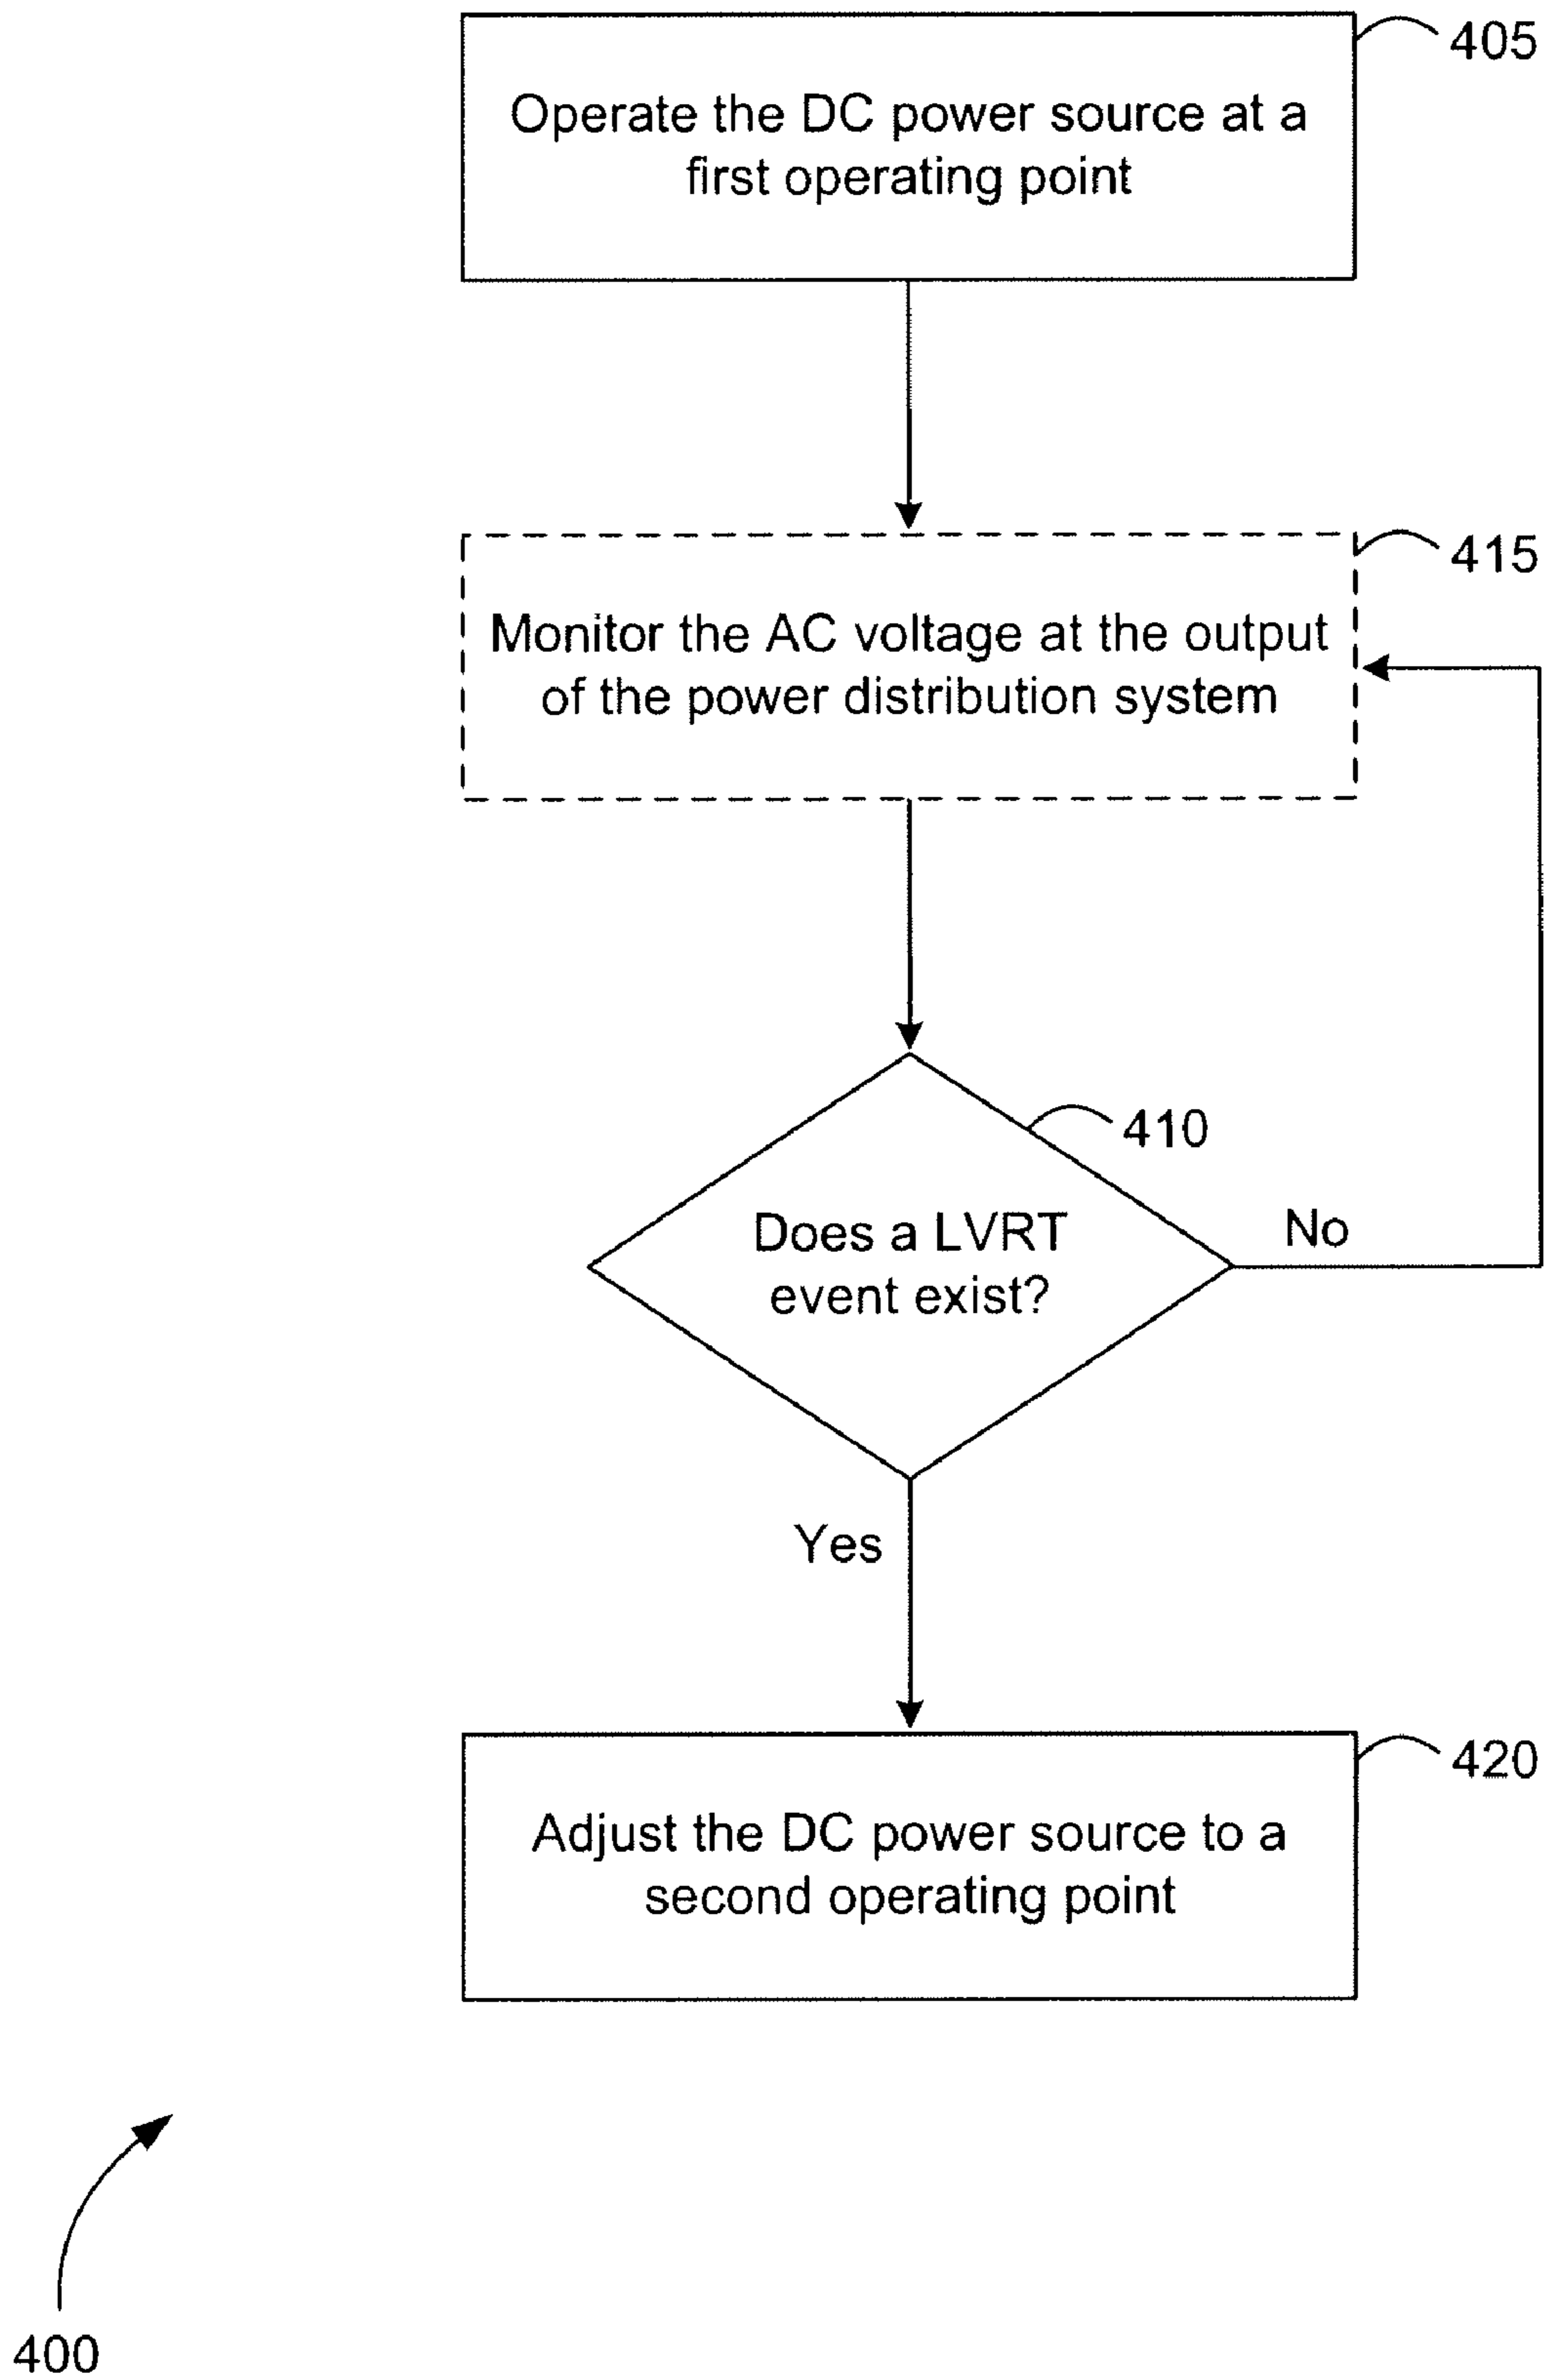 405
Operate the DC power source at a
first operating point
415
Monitor the AC voltage at the output
of the power distribution system
410
Does a LVRT
event exist?
No
Yes
420
Adjust the DC power source to a
second operating point
400